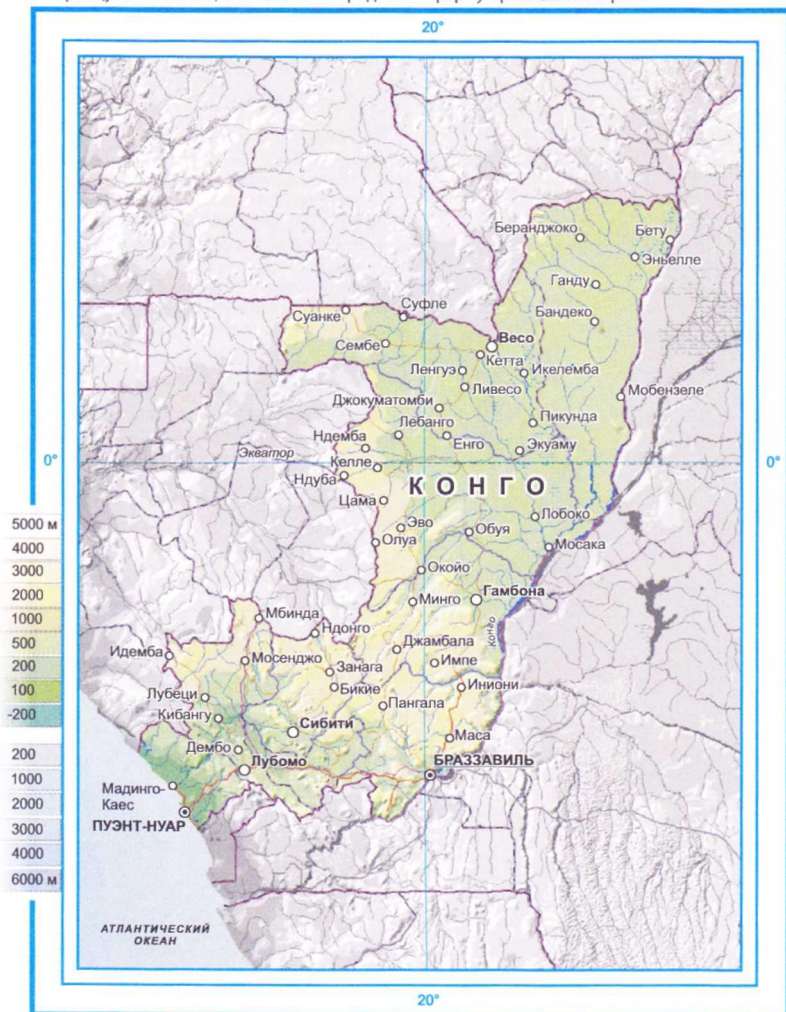 20°
Беранджоко
Бету
Эньелле
Ганду
Бандеко
Суанке
Суфле
Весо
Сембе
Кетта
Ленгуэ
Икелемба
Ливесо
Мобензеле
Джокуматомби
Пикунда
Лебанго
Ндемба
Енго
Экуаму
0°
Экватор
0°
Келле
Ндуба
КОНГО
Цама
Лобоко
5000 м
Эво
Обуя
4000
Олуа
Мосака
3000
Окойо
2000
Минго
Гамбона
1000
Мбинда
Ндонго
Конго
500
Идемба
Джамбала
200
Мосенджо
Импе
Занага
100
Лубеци
Бикие
Иниони
-200
Кибангу
Пангала
Сибити
Маса
200
Дембо
Лубомо
БРАЗЗАВИЛЬ
1000
Мадинго-
Каес
2000
ПУЭНТ-НУАР
3000
4000
6000 м
АТЛАНТИЧЕСКИЙ
ОКЕАН
20°